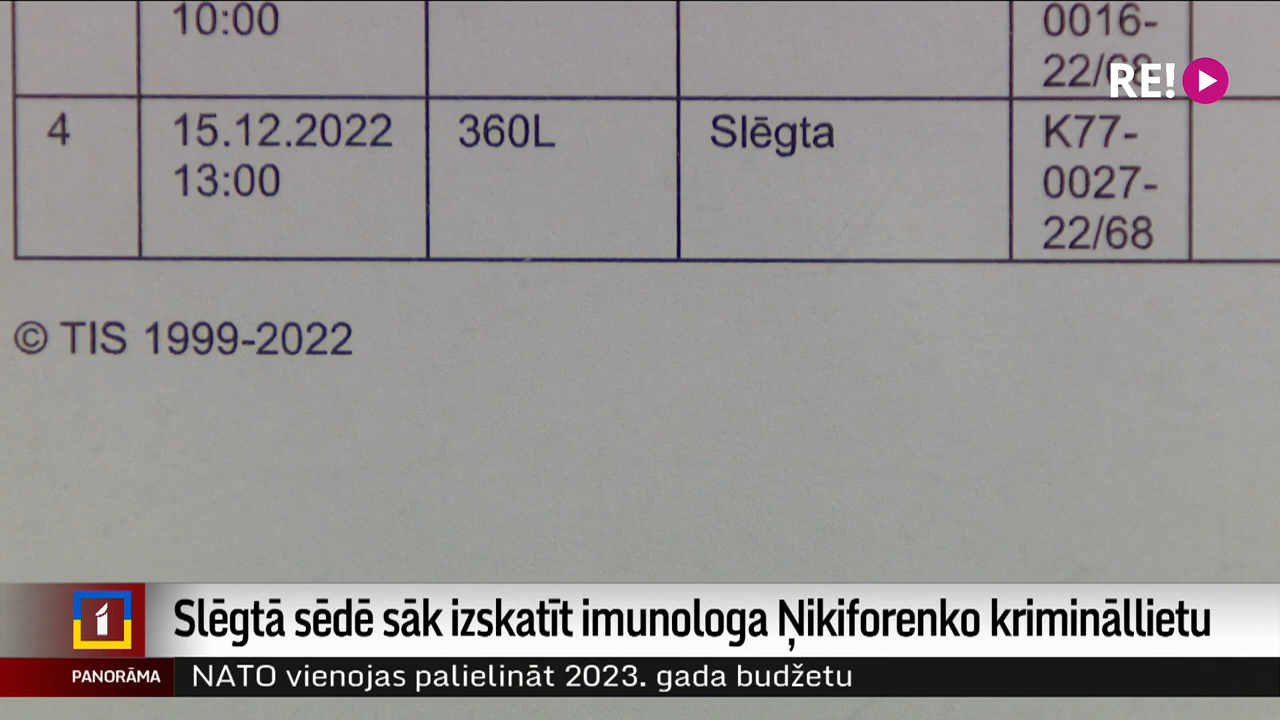 10:00
0016-
22/68
RE!
4
15.12.2022
360L
Slēgta
K77-
13:00
0027-
22/68
© TIS 1999-2022
1
Slēgtā sēdē sāk izskatīt imunologa Ņikiforenko krimināllietu
PANORĀMA
NATO vienojas palielināt 2023. gada budžetu